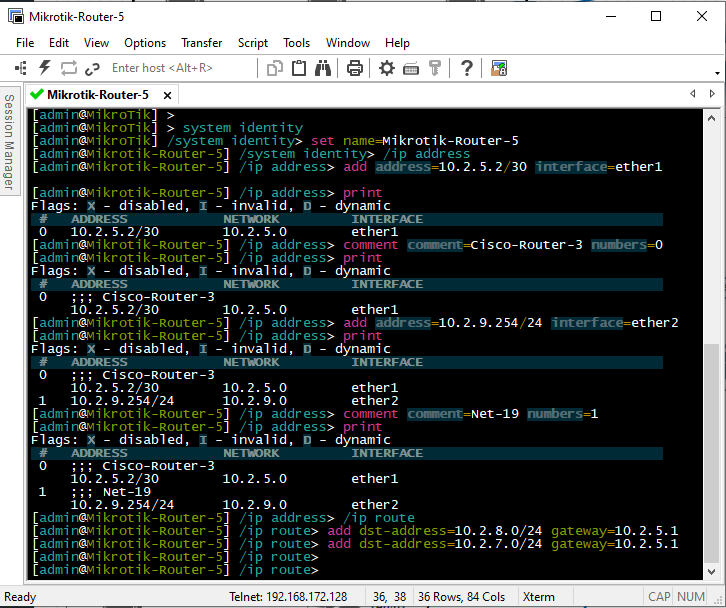 Mikrotik-Router-5
File Edit View Options Transfer Script Tools Window Help
Enter host <Alt+R>
Mikrotik-Router-5
Session Manager
[admin@MikroTik] >
[admin@MikroTik] > system identity
[admin@MikroTik] /system identity> set name=Mikrotik-Router-5
[admin@Mikrotik-Router-5] /system identity> /ip address
[admin@Mikrotik-Router-5] /ip address> add address=10.2.5.2/30 interface=ether1
[admin@Mikrotik-Router-5] /ip address> print
Flags: X - disabled, I - invalid, D - dynamic
# ADDRESS NETWORK INTERFACE
0 10.2.5.2/30 10.2.5.0 ether1
[admin@Mikrotik-Router-5] /ip address> comment comment=Cisco-Router-3 numbers=0
[admin@Mikrotik-Router-5] /ip address> print
Flags: X - disabled, I - invalid, D - dynamic
# ADDRESS NETWORK INTERFACE
0 ;;; Cisco-Router-3
10.2.5.2/30 10.2.5.0 ether1
[admin@Mikrotik-Router-5] /ip address> add address=10.2.9.254/24 interface=ether2
[admin@Mikrotik-Router-5] /ip address> print
Flags: X - disabled, I - invalid, D - dynamic
# ADDRESS NETWORK INTERFACE
0 ;;; Cisco-Router-3
10.2.5.2/30 10.2.5.0 ether1
1 10.2.9.254/24 10.2.9.0 ether2
[admin@Mikrotik-Router-5] /ip address> comment comment=Net-19 numbers=1
[admin@Mikrotik-Router-5] /ip address> print
Flags: X - disabled, I - invalid, D - dynamic
# ADDRESS NETWORK INTERFACE
0 ;;; Cisco-Router-3
10.2.5.2/30 10.2.5.0 ether1
1 ;;; Net-19
10.2.9.254/24 10.2.9.0 ether2
[admin@Mikrotik-Router-5] /ip address> /ip route
[admin@Mikrotik-Router-5] /ip route> add dst-address=10.2.8.0/24 gateway=10.2.5.1
[admin@Mikrotik-Router-5] /ip route> add dst-address=10.2.7.0/24 gateway=10.2.5.1
[admin@Mikrotik-Router-5] /ip route>
[admin@Mikrotik-Router-5] /ip route>
Ready Telnet: 192.168.172.128 36, 38 36 Rows, 84 Cols Xterm CAP NUM